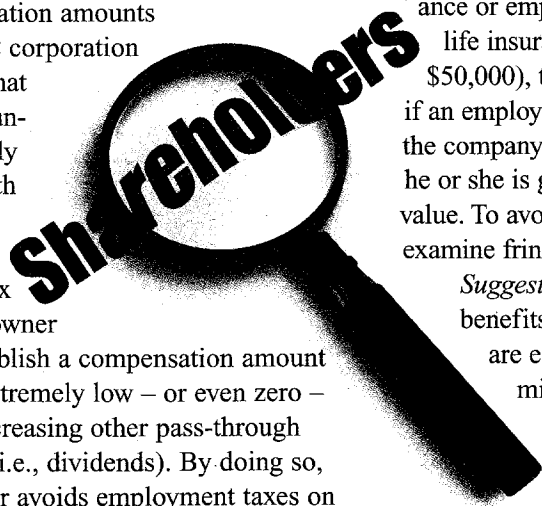 ation amounts
corporation
hat
un-
ly
th
x
owner
blish a compensation amount
tremely low – or even zero –
creasing other pass-through
i.e., dividends). By doing so,
r avoids employment taxes on
Shareholders
ance or emp
life insur
$50,000), t
if an employ
the company
he or she is g
value. To avo
examine frin
Suggest
benefits
are e
mi